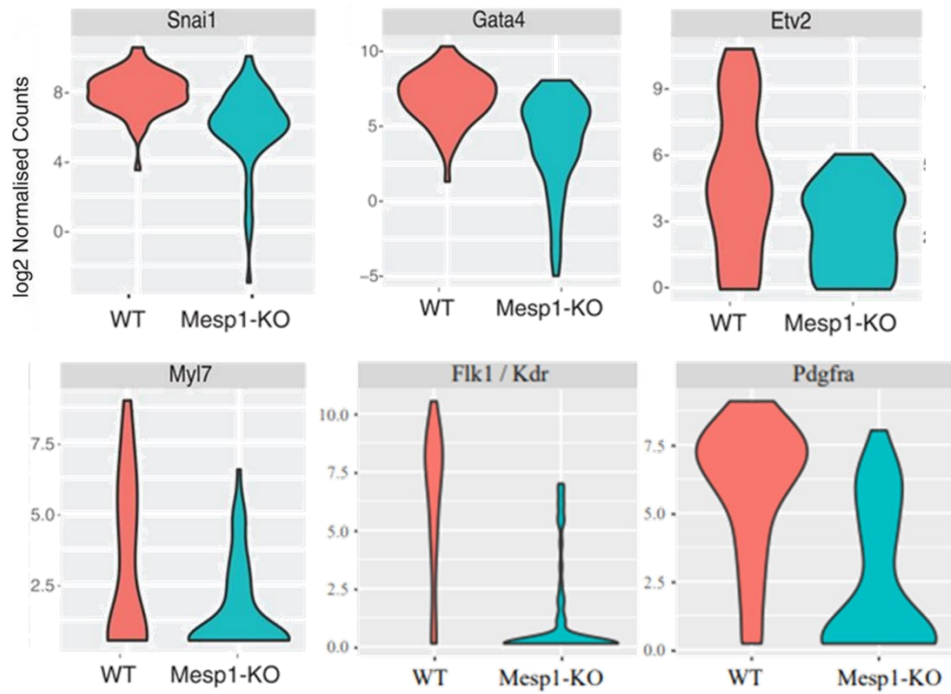 Snai1
Gata4
Etv2
log2 Normalised Counts
8
4
0
10
5
0
−5
9
6
3
0
WT Mesp1-KO
WT Mesp1-KO
WT Mesp1-KO
Myl7
Flk1 / Kdr
Pdgfra
7.5
5.0
2.5
10.0
7.5
5.0
2.5
0.0
7.5
5.0
2.5
0.0
WT Mesp1-KO
WT Mesp1-KO
WT Mesp1-KO